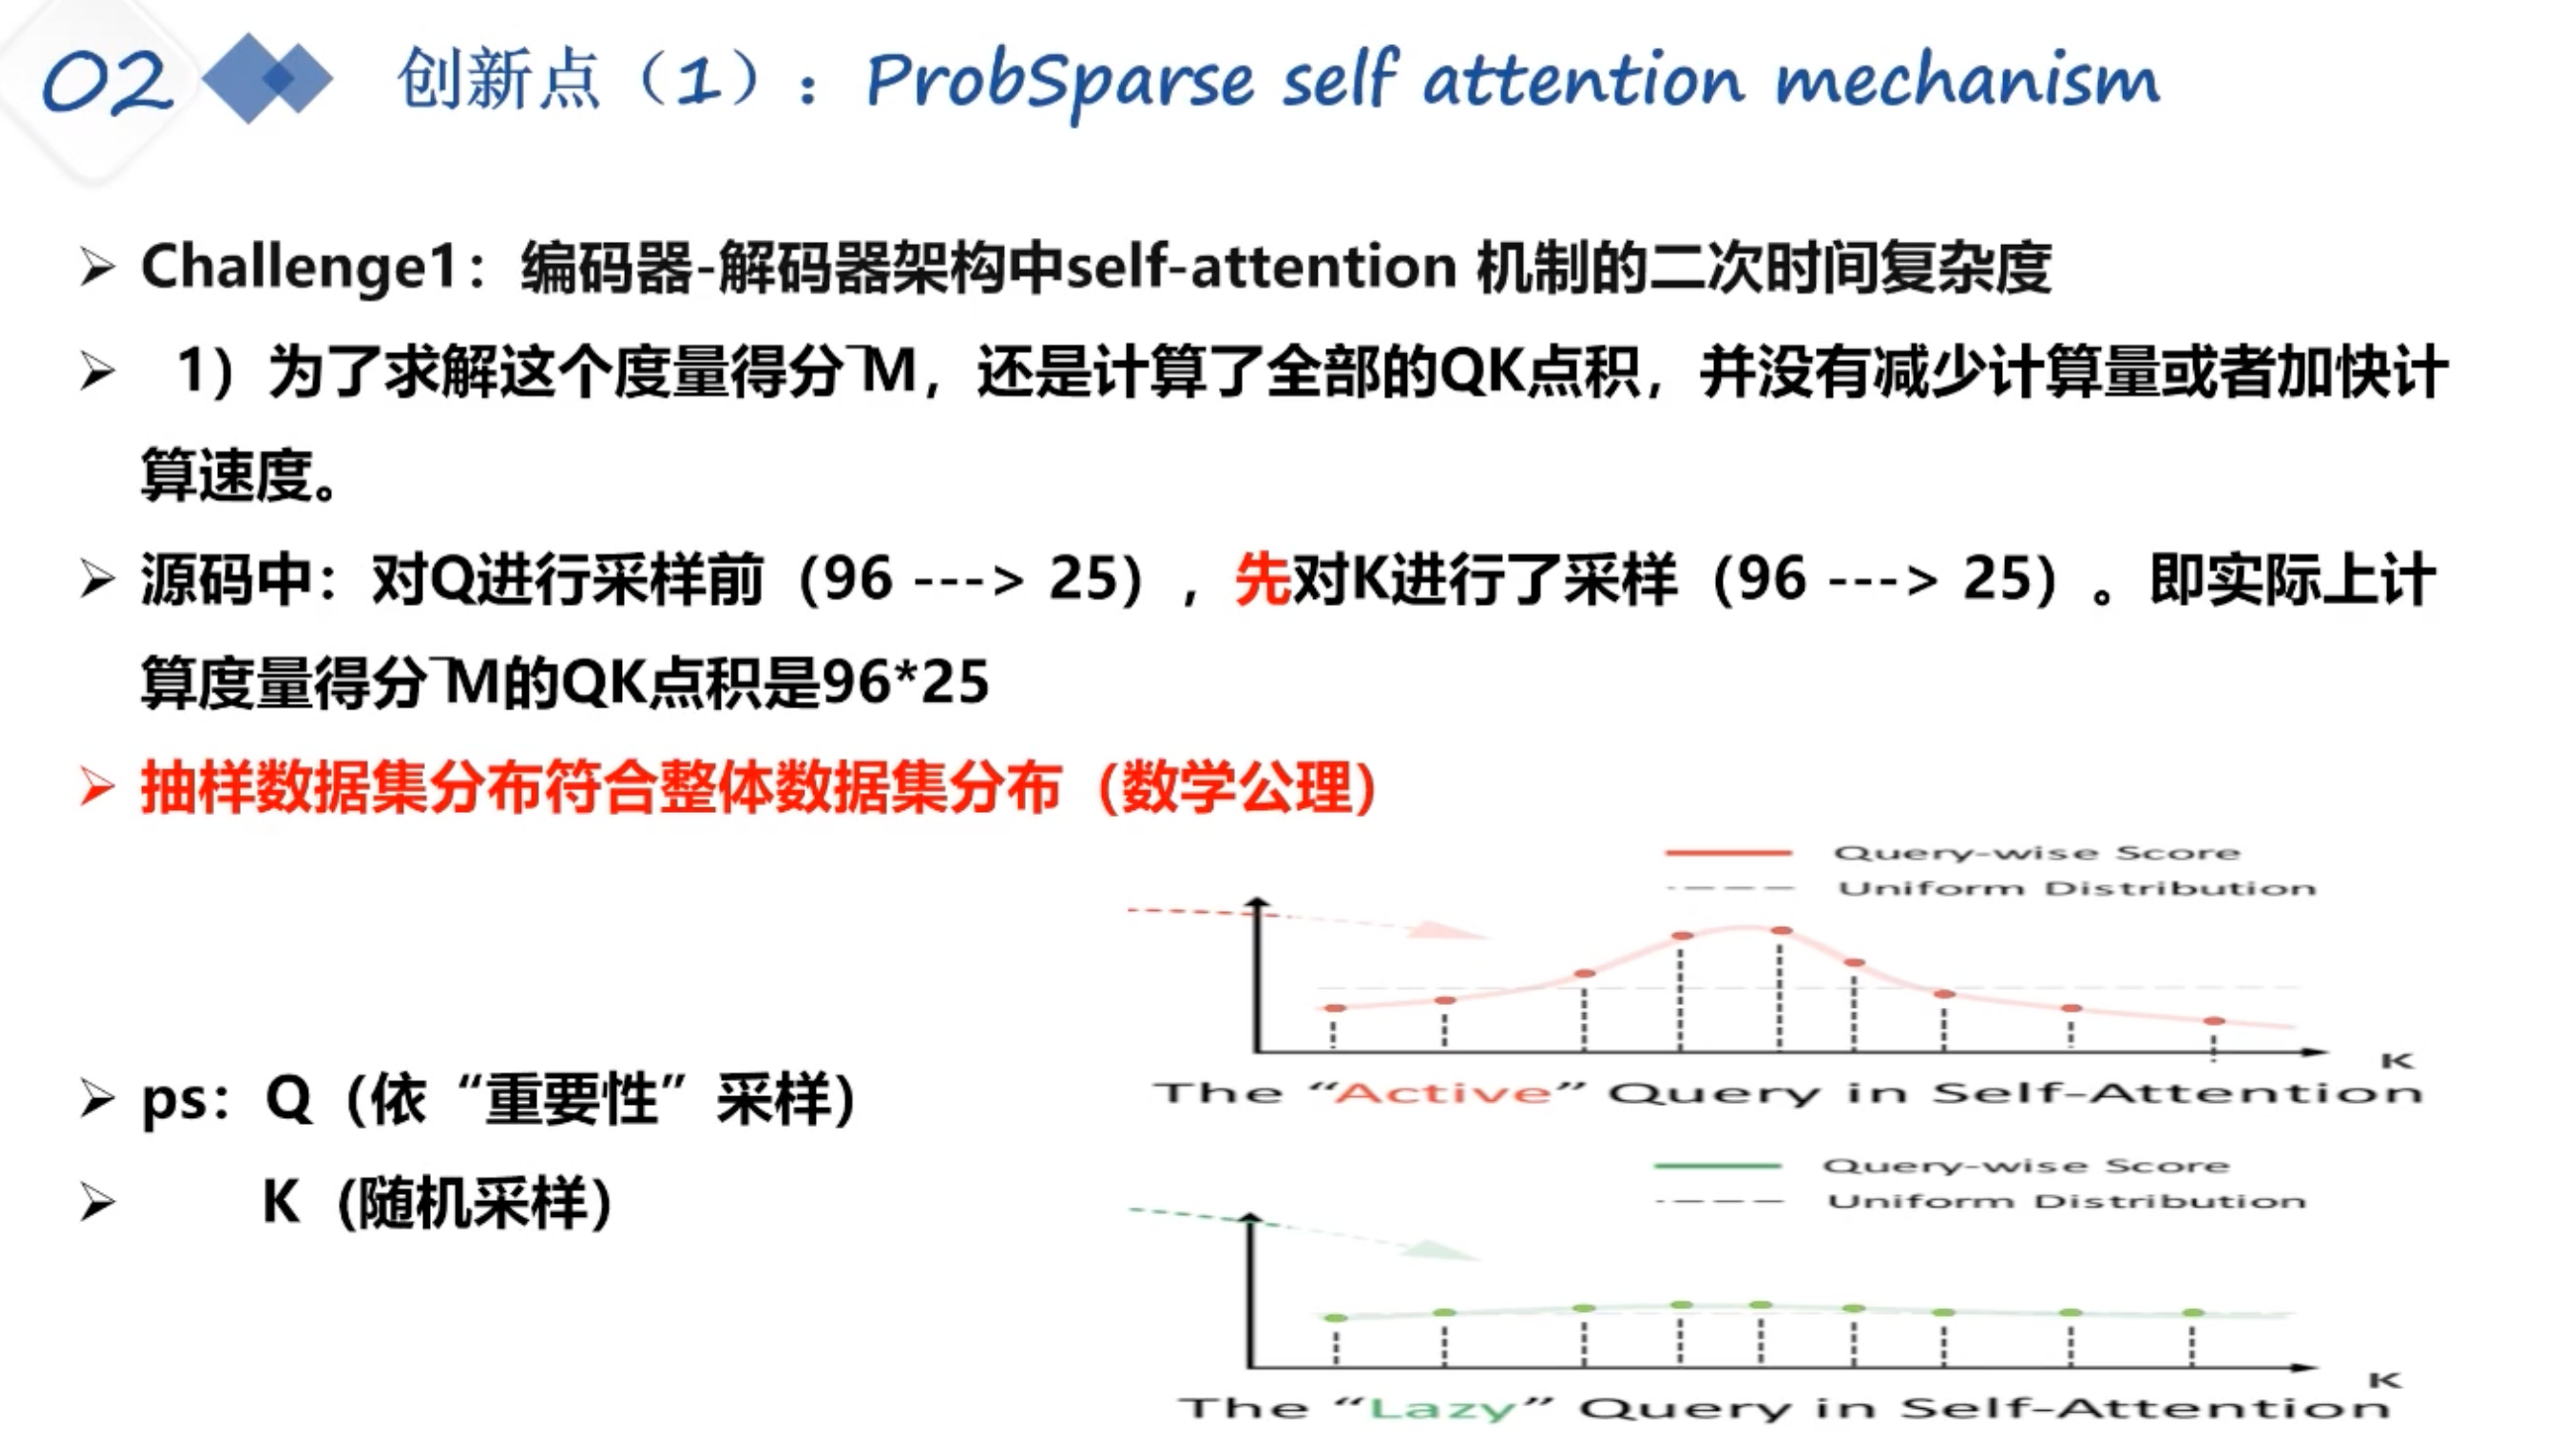 02 创新点（1）：ProbSparse self attention mechanism
Challenge1：编码器-解码器架构中self-attention 机制的二次时间复杂度
1）为了求解这个度量得分 ̅M，还是计算了全部的QK点积，并没有减少计算量或者加快计
算速度。
源码中：对Q进行采样前（96 ---> 25），先对K进行了采样（96 ---> 25）。即实际上计
算度量得分 ̅M的QK点积是96*25
抽样数据集分布符合整体数据集分布（数学公理）
Query-wise Score
Uniform Distribution
K
The “Active” Query in Self-Attention
ps：Q（依“重要性”采样）
K（随机采样）
Query-wise Score
Uniform Distribution
K
The “Lazy” Query in Self-Attention